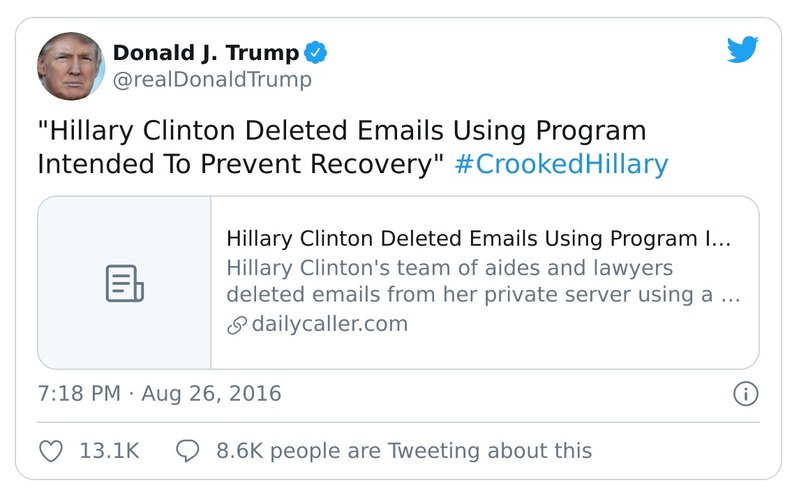 Donald J. Trump
@realDonaldTrump
"Hillary Clinton Deleted Emails Using Program
Intended To Prevent Recovery" #CrookedHillary
Hillary Clinton Deleted Emails Using Program I...
Hillary Clinton's team of aides and lawyers
deleted emails from her private server using a ...
dailycaller.com
7:18 PM · Aug 26, 2016
13.1K 8.6K people are Tweeting about this